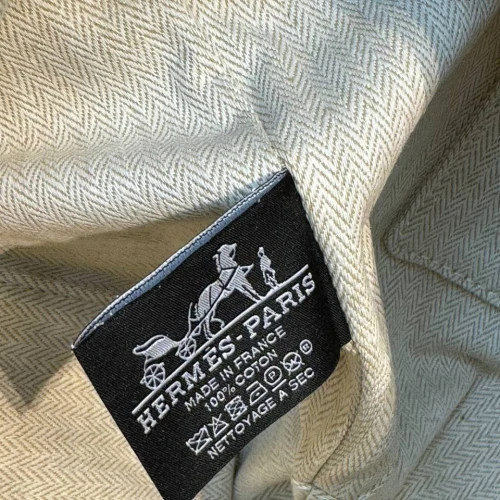 HERMES-PARIS
MADE IN FRANCE
100% COTON
NETTOYAGE A SEC